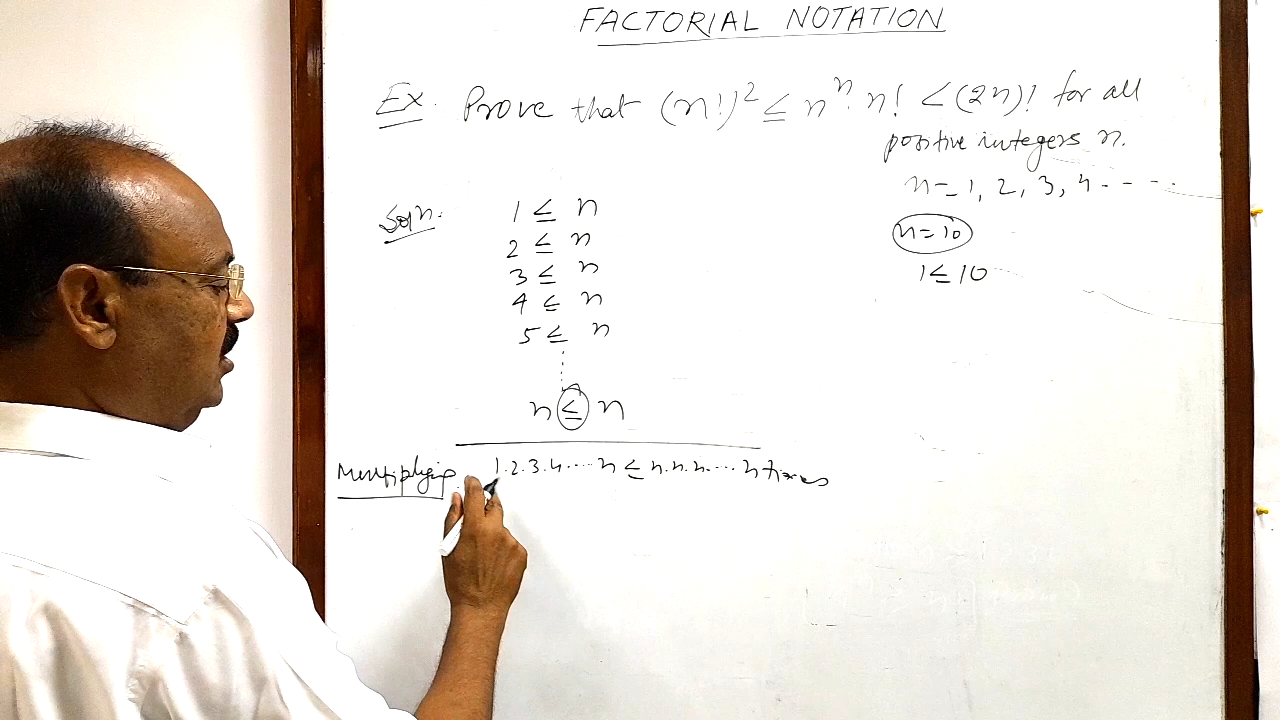 FACTORIAL NOTATION
Ex. Prove that (n!)² ≤ nⁿ. n! < (2n)! for all
positive integers n.
n = 1, 2, 3, 4 - - - -
Soln. 1 ≤ n
2 ≤ n
n = 10
3 ≤ n
1 ≤ 10
4 ≤ n
5 ≤ n
n ≤ n
Multiplying 1.2.3.4.... n ≤ n.n.n.... n times